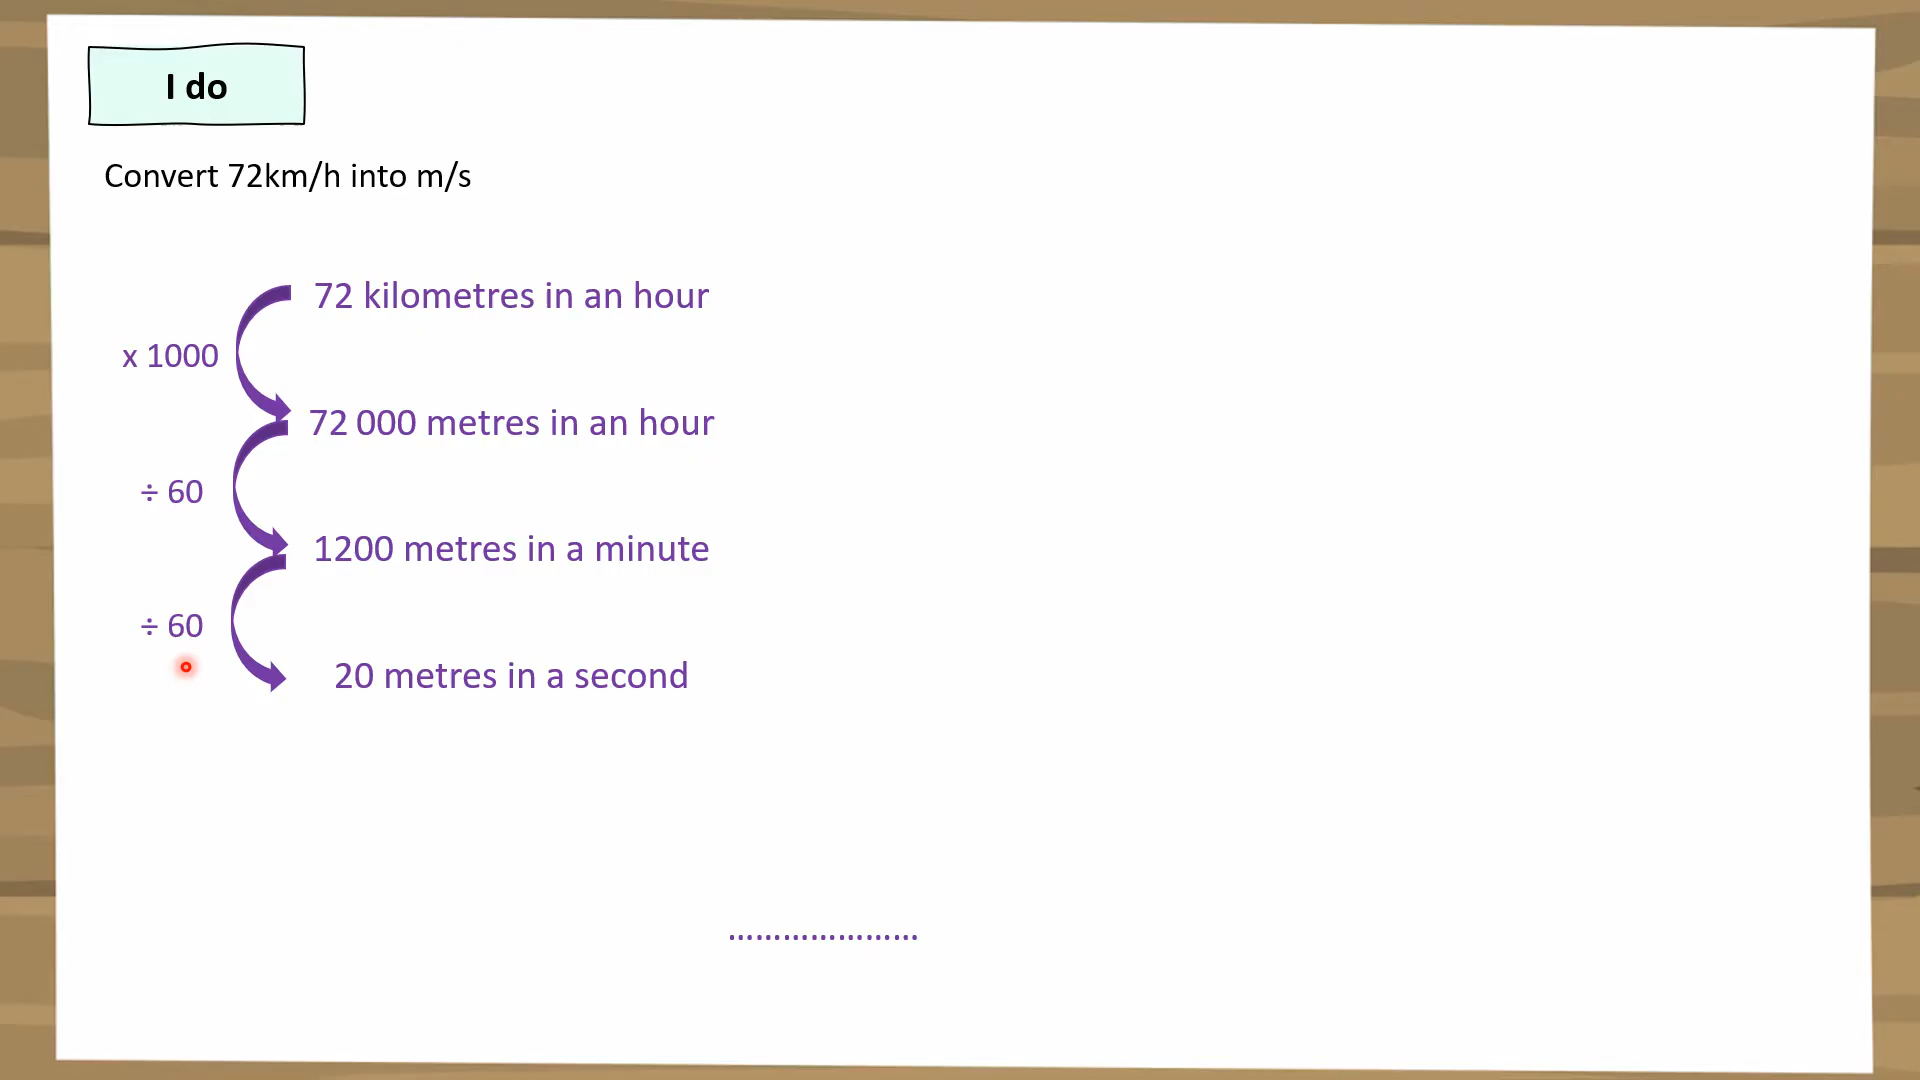 I do
Convert 72km/h into m/s
72 kilometres in an hour
x 1000
72 000 metres in an hour
÷ 60
1200 metres in a minute
÷ 60
20 metres in a second
.....................